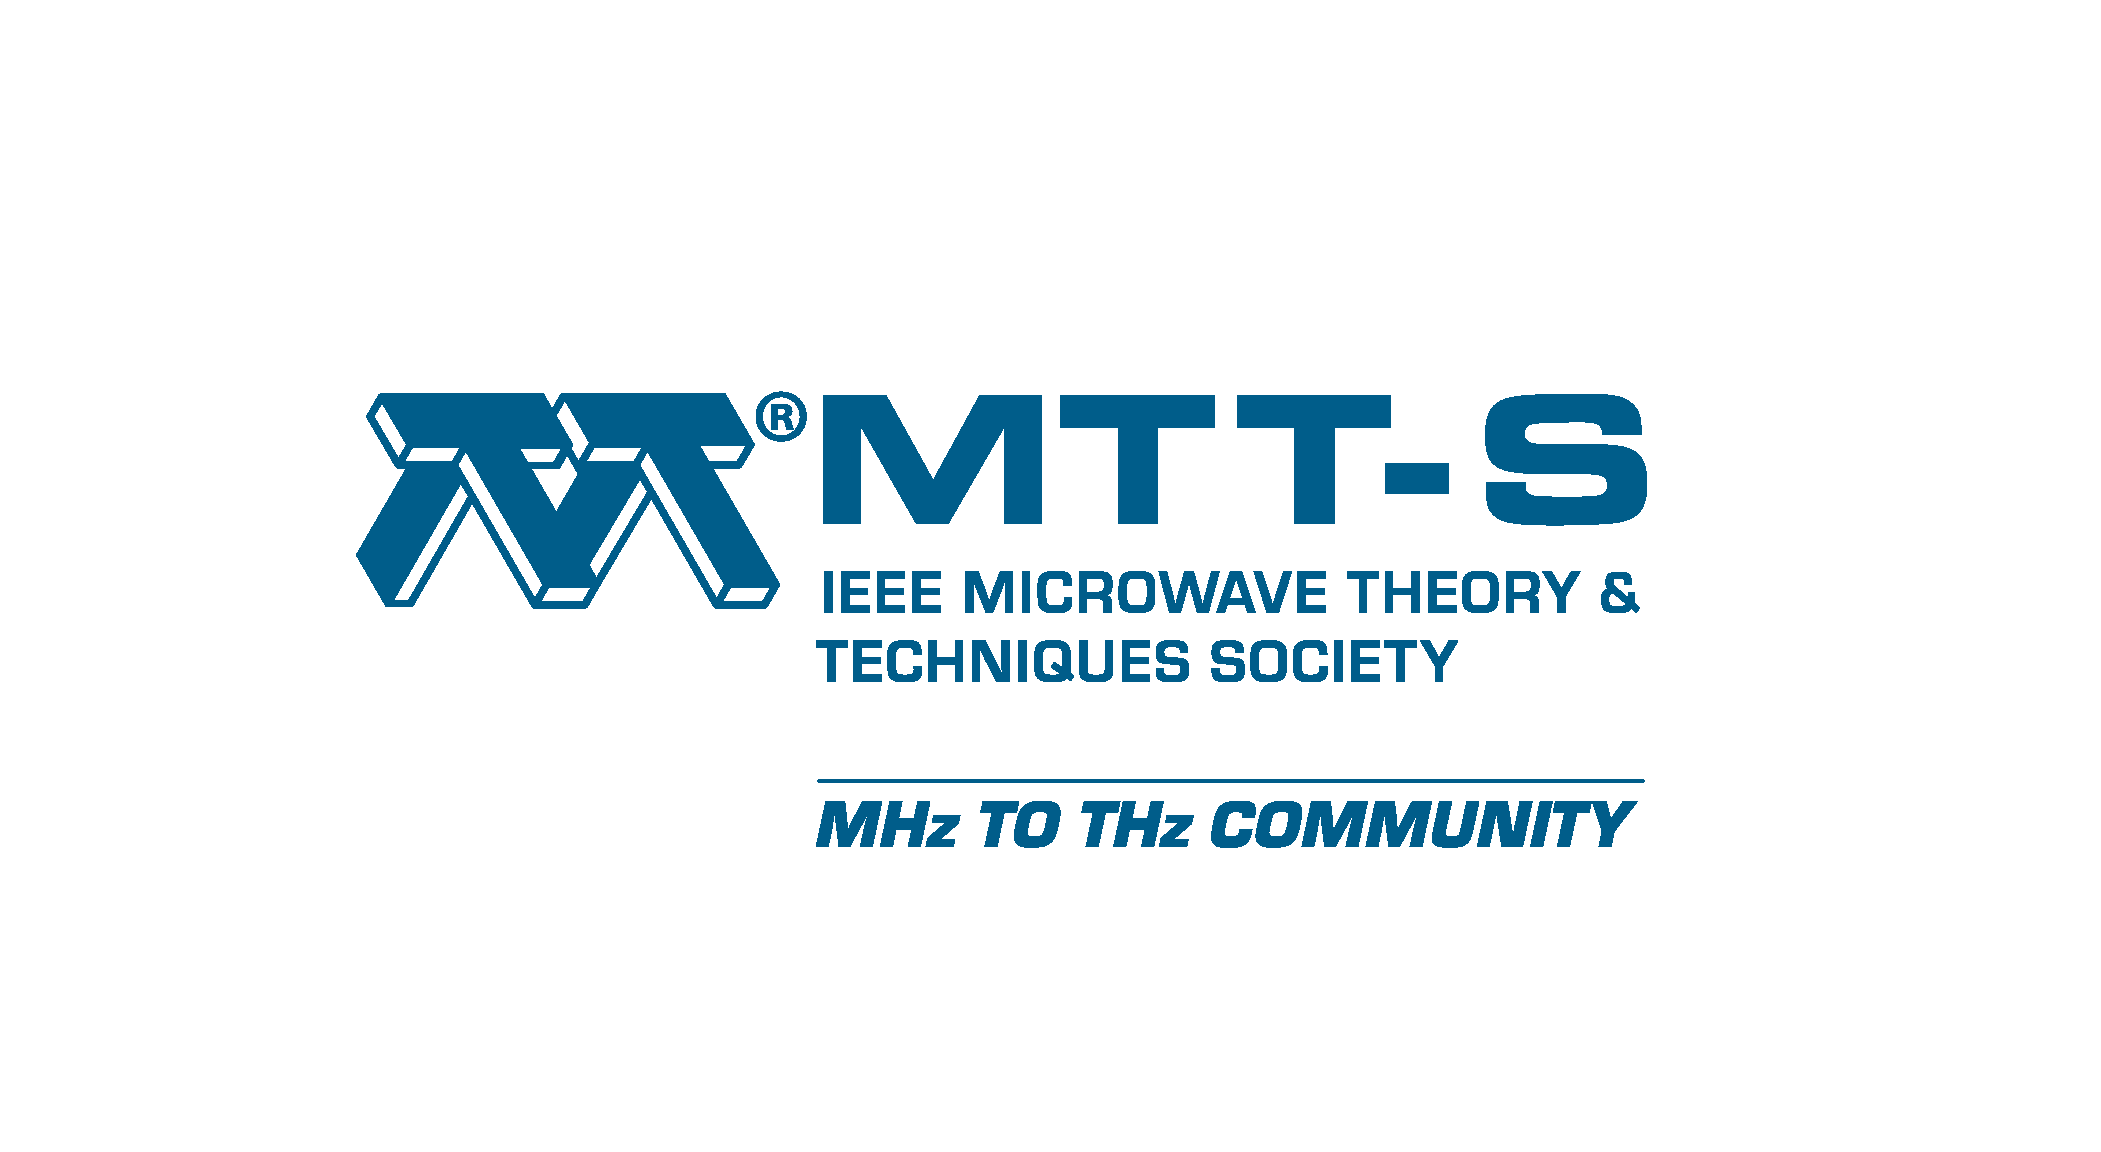 ® MTT-S
IEEE MICROWAVE THEORY &
TECHNIQUES SOCIETY
MHz TO THz COMMUNITY